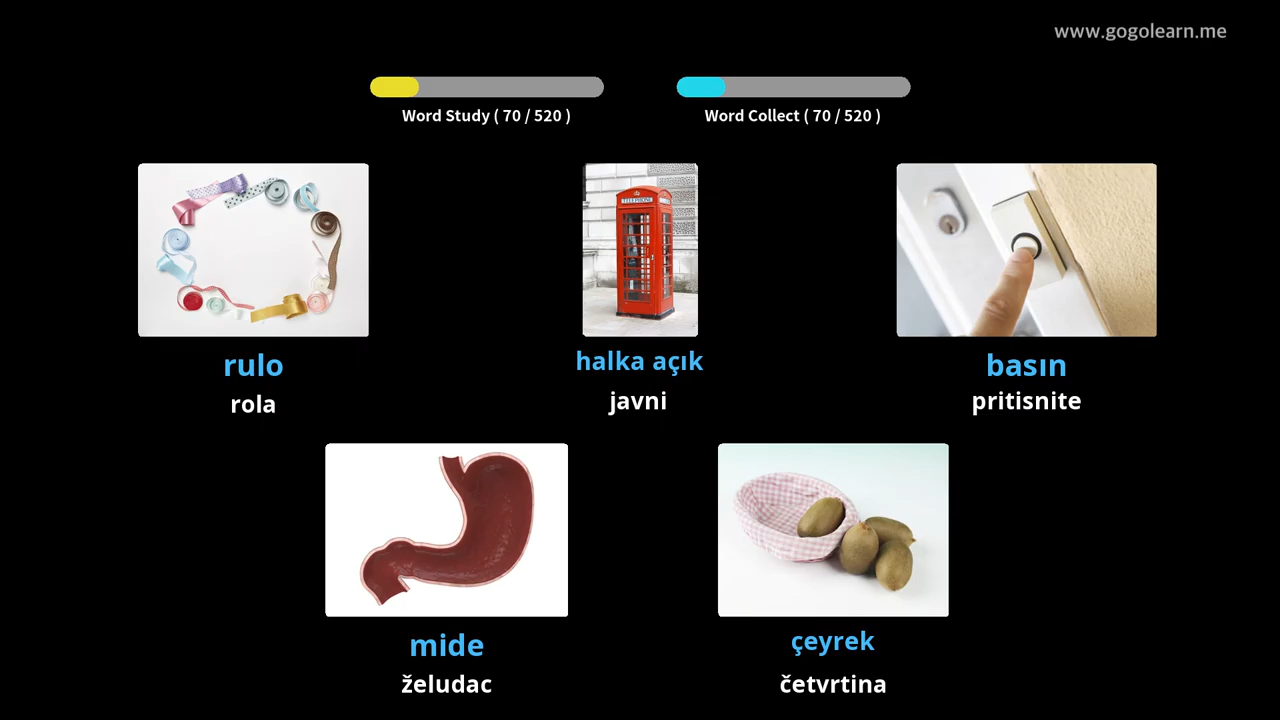 www.gogolearn.me
Word Study ( 70 / 520 )
Word Collect ( 70 / 520 )
TELEPHONE
rulo
rola
halka açık
javni
basın
pritisnite
mide
želudac
çeyrek
četvrtina